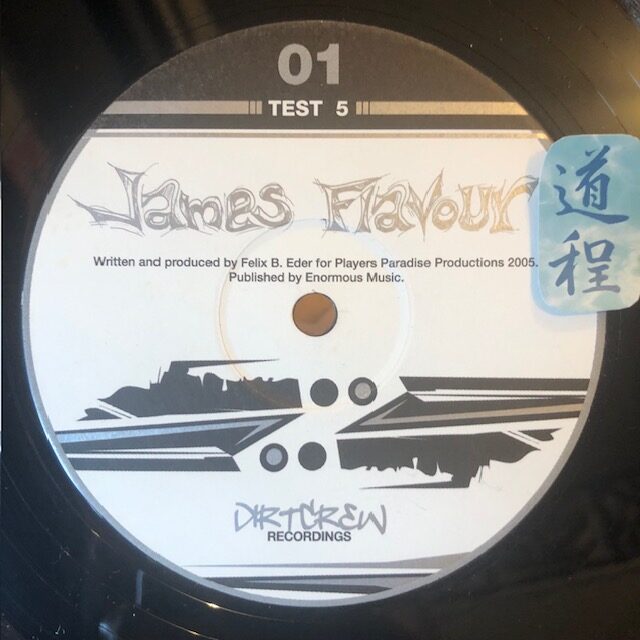 01
TEST 5
James Flavour
Written and produced by Felix B. Eder for Players Paradise Productions 2005.
Published by Enormous Music.
道程
DIRTCREW
RECORDINGS